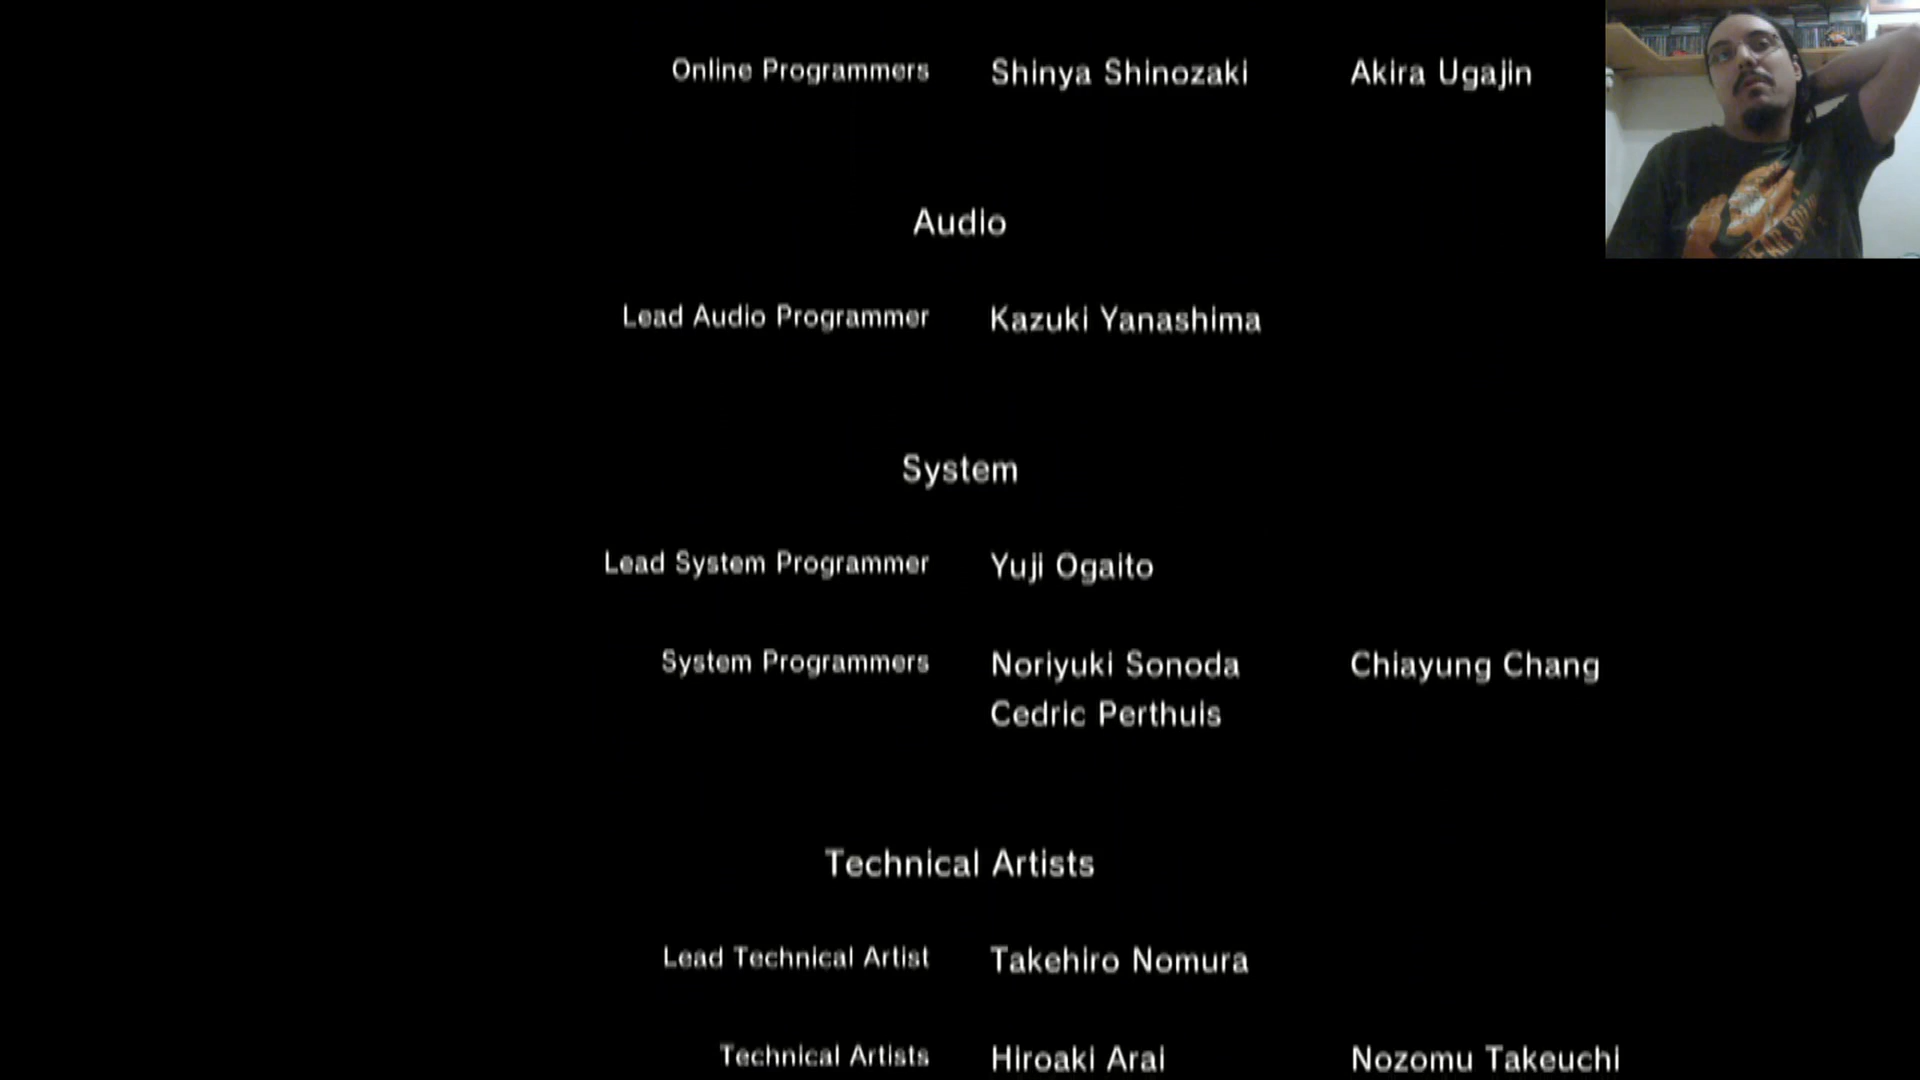 Online Programmers Shinya Shinozaki Akira Ugajin
Audio
Lead Audio Programmer Kazuki Yanashima
System
Lead System Programmer Yuji Ogaito
System Programmers Noriyuki Sonoda Chiayung Chang
Cedric Perthuis
Technical Artists
Lead Technical Artist Takehiro Nomura
Technical Artists Hiroaki Arai Nozomu Takeuchi